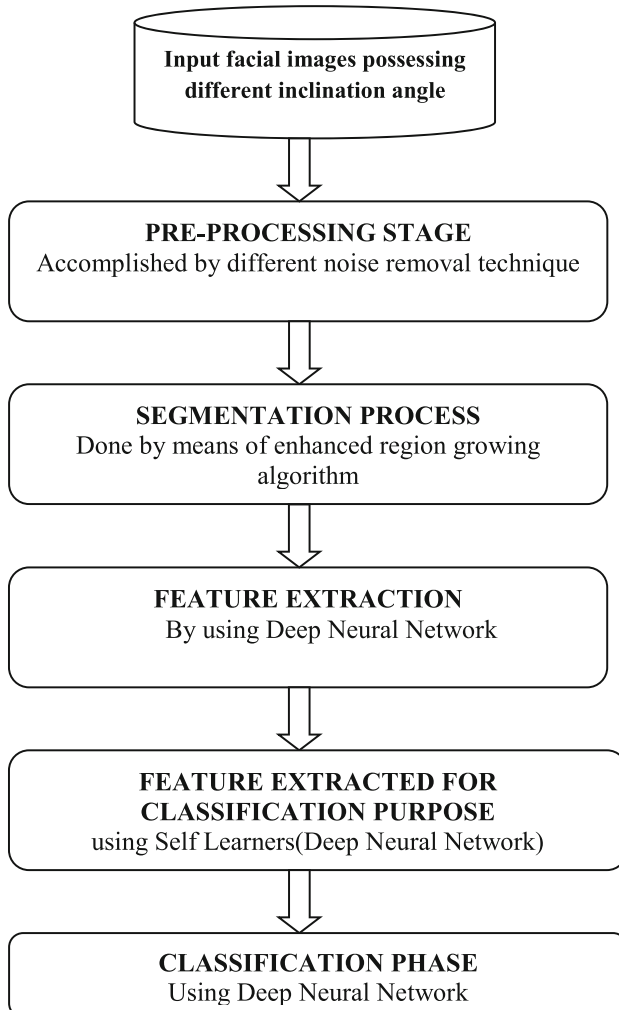 Input facial images possessing
different inclination angle
PRE-PROCESSING STAGE
Accomplished by different noise removal technique
SEGMENTATION PROCESS
Done by means of enhanced region growing
algorithm
FEATURE EXTRACTION
By using Deep Neural Network
FEATURE EXTRACTED FOR
CLASSIFICATION PURPOSE
using Self Learners(Deep Neural Network)
CLASSIFICATION PHASE
Using Deep Neural Network